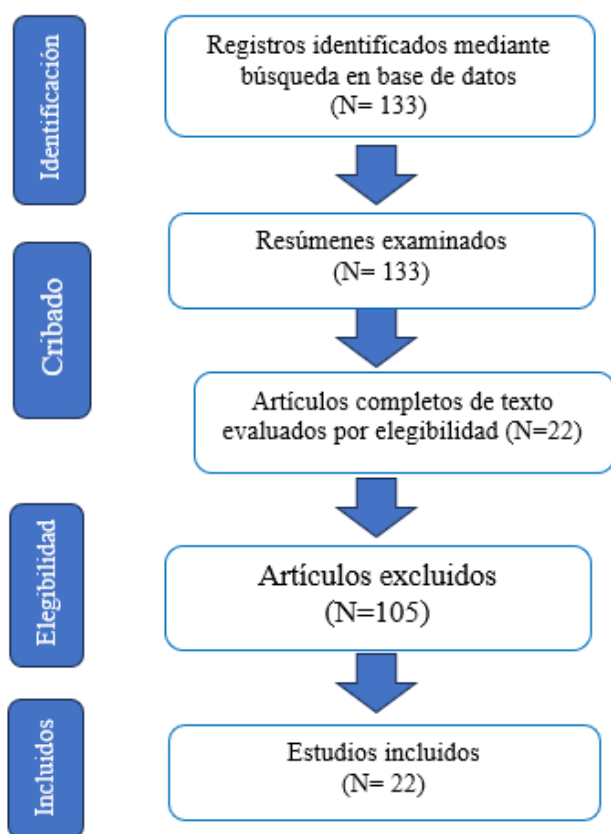 Identificación
Registros identificados mediante
búsqueda en base de datos
(N= 133)
Cribado
Resúmenes examinados
(N= 133)
Artículos completos de texto
evaluados por elegibilidad (N=22)
Elegibilidad
Artículos excluidos
(N=105)
Incluidos
Estudios incluidos
(N= 22)